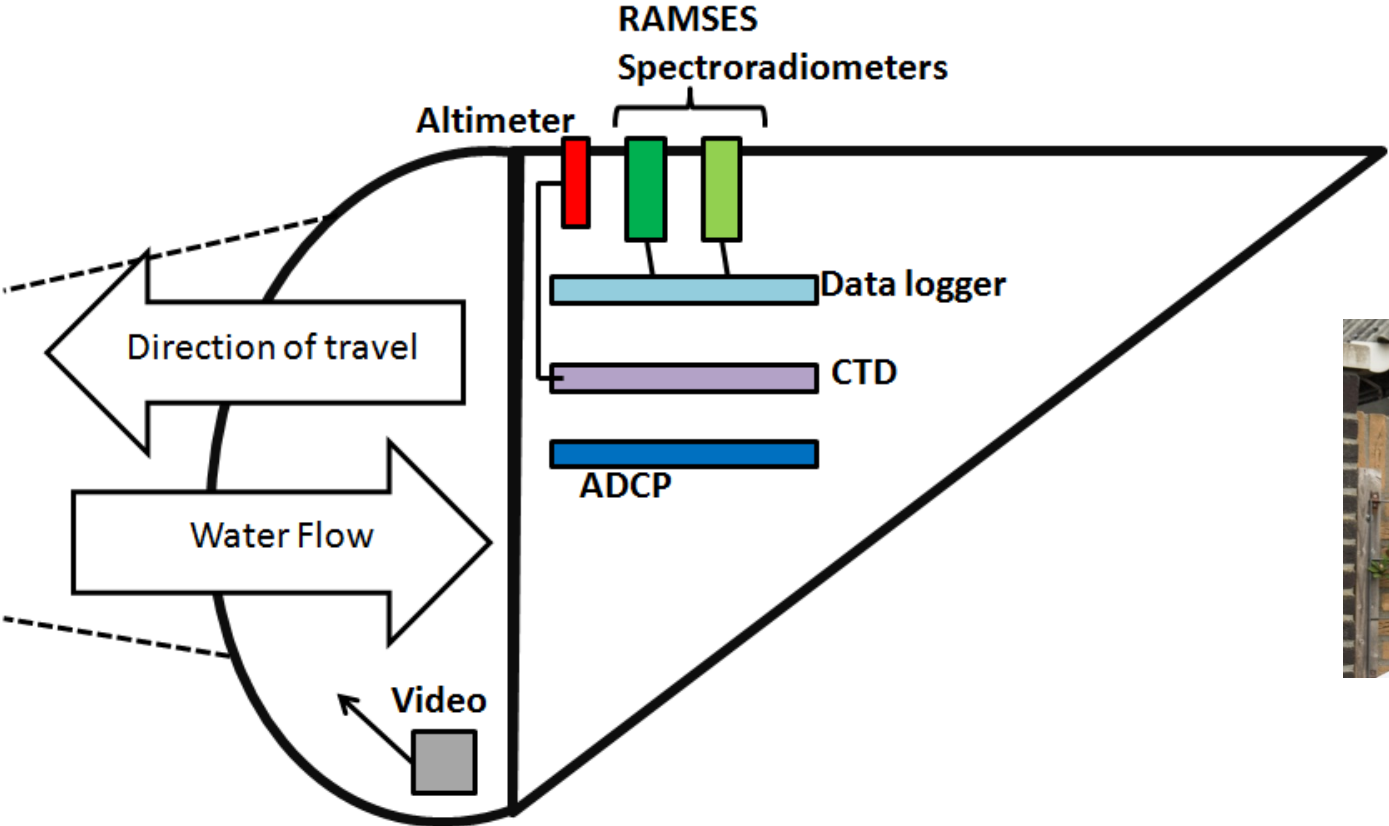 RAMSES
Spectroradiometers
Altimeter
Data logger
Direction of travel
CTD
ADCP
Water Flow
Video